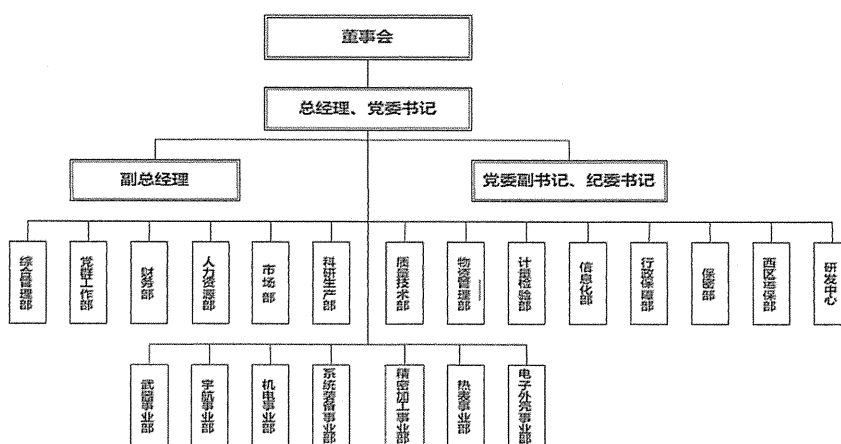 董事会
总经理、党委书记
副总经理
党委副书记、纪委书记
综合管理部
党群工作部
财务部
人力资源部
市场部
科研生产部
质量技术部
物资管理部
计量检验部
信息化部
行政保障部
保密部
西区运保部
研发中心
武器事业部
宇航事业部
机电事业部
系统装备事业部
精密加工事业部
热表事业部
电子外壳事业部